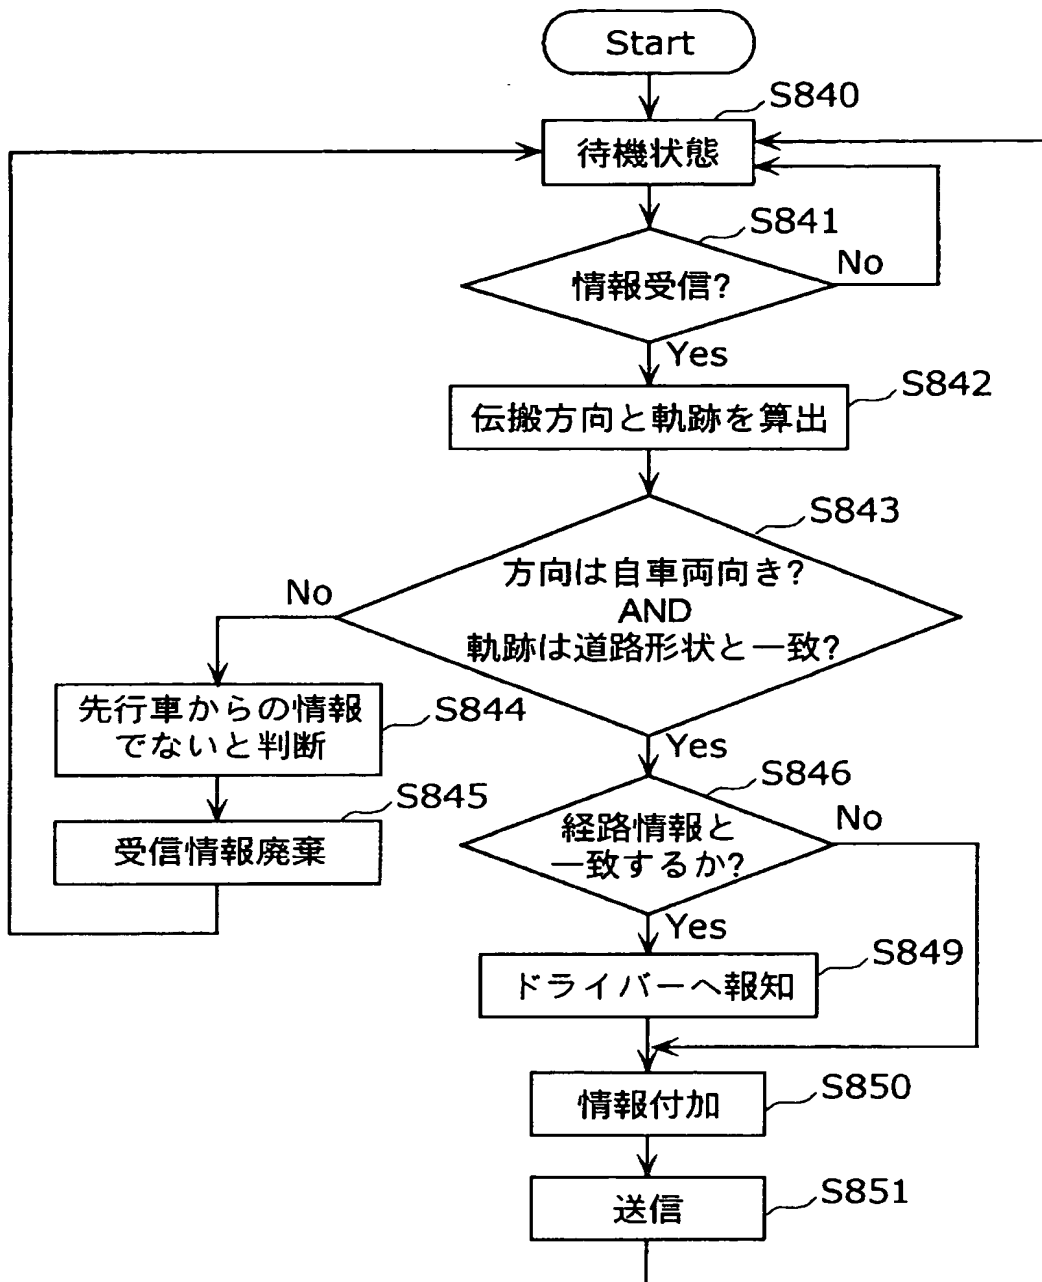 Start
S840
待機状態
S841
情報受信?
No
Yes
S842
伝搬方向と軌跡を算出
S843
方向は自車両向き?
AND
軌跡は道路形状と一致?
No
先行車からの情報
でないと判断
S844
Yes
S845
受信情報廃棄
S846
経路情報と
一致するか?
No
Yes
S849
ドライバーへ報知
S850
情報付加
S851
送信